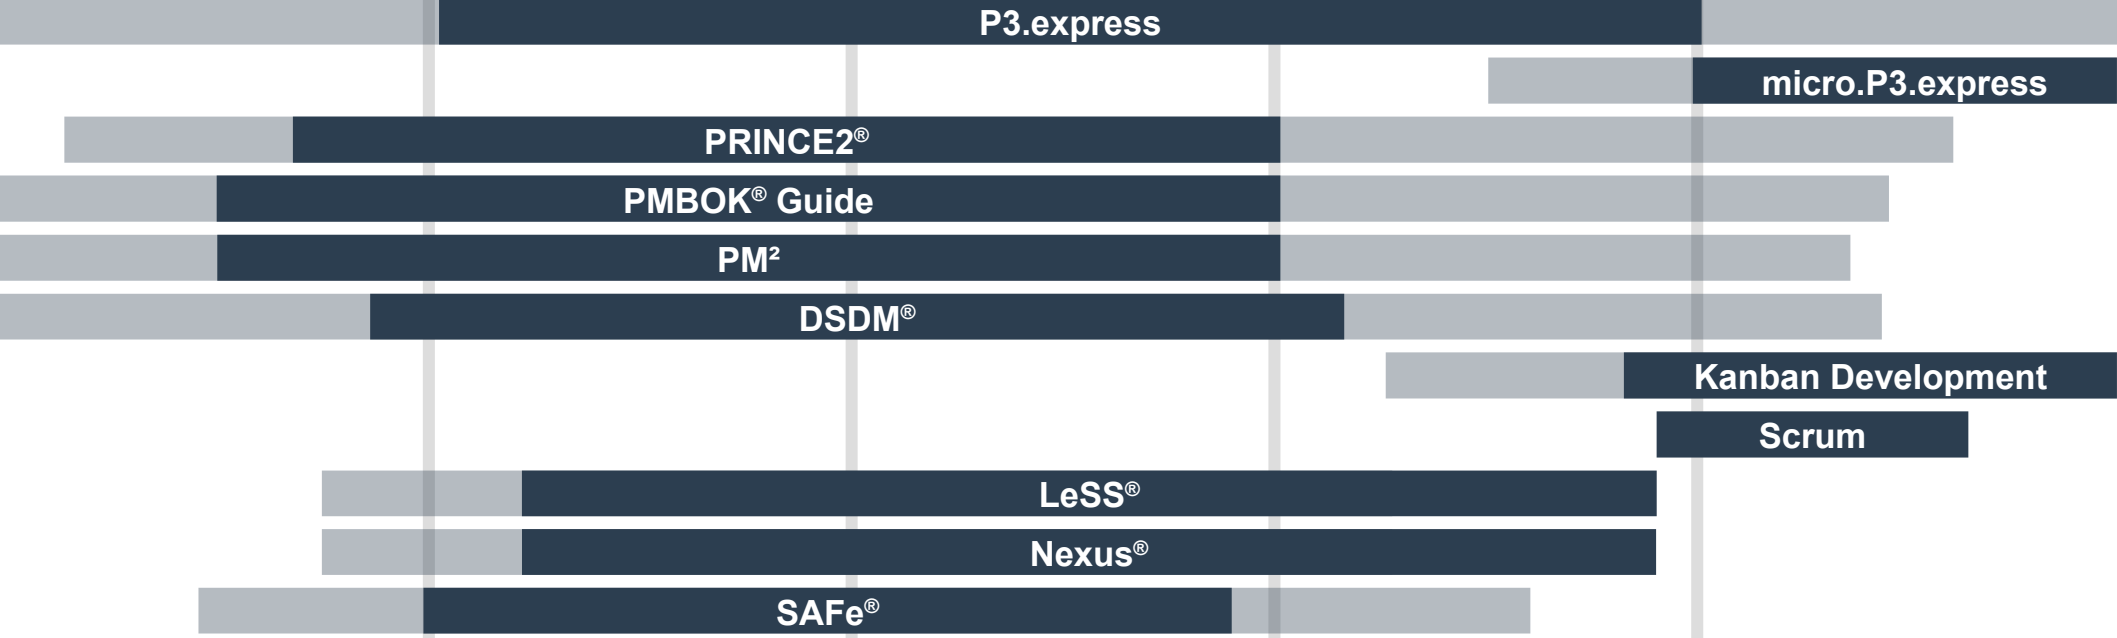 P3.express
micro.P3.express
PRINCE2®
PMBOK® Guide
PM²
DSDM®
Kanban Development
Scrum
LeSS®
Nexus®
SAFe®